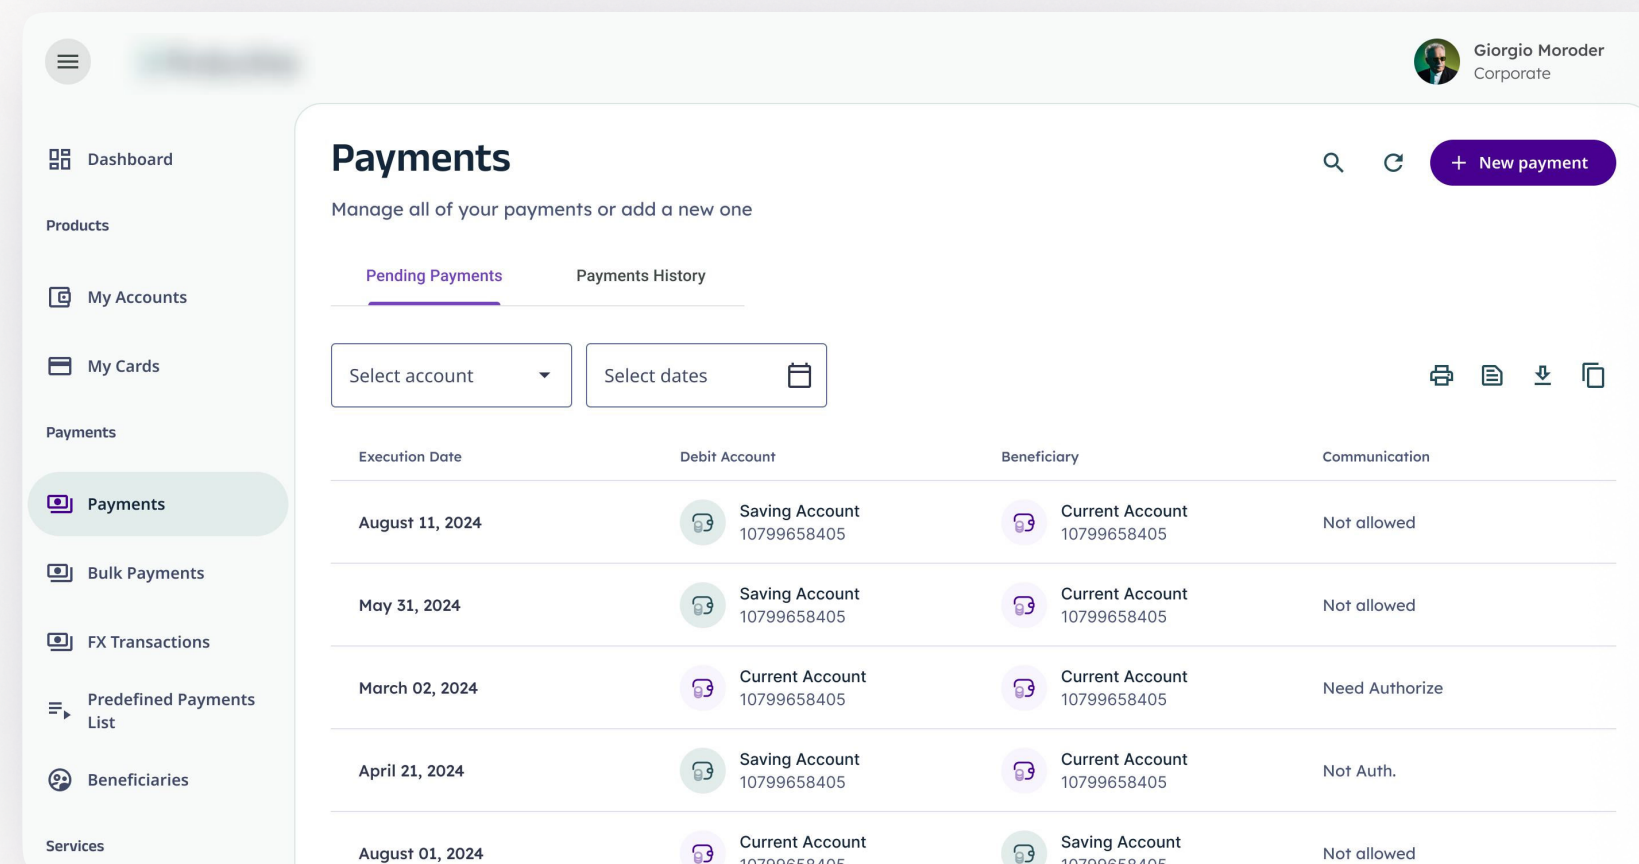 Giorgio Moroder
Corporate
Dashboard
Products
My Accounts
My Cards
Payments
Payments
Bulk Payments
FX Transactions
Predefined Payments
List
Beneficiaries
Services
Payments
+ New payment
Manage all of your payments or add a new one
Pending Payments Payments History
Select account Select dates
Execution Date Debit Account Beneficiary Communication
August 11, 2024 Saving Account Current Account Not allowed
10799658405 10799658405
May 31, 2024 Saving Account Current Account Not allowed
10799658405 10799658405
March 02, 2024 Current Account Current Account Need Authorize
10799658405 10799658405
April 21, 2024 Saving Account Current Account Not Auth.
10799658405 10799658405
August 01, 2024 Current Account Saving Account Not allowed